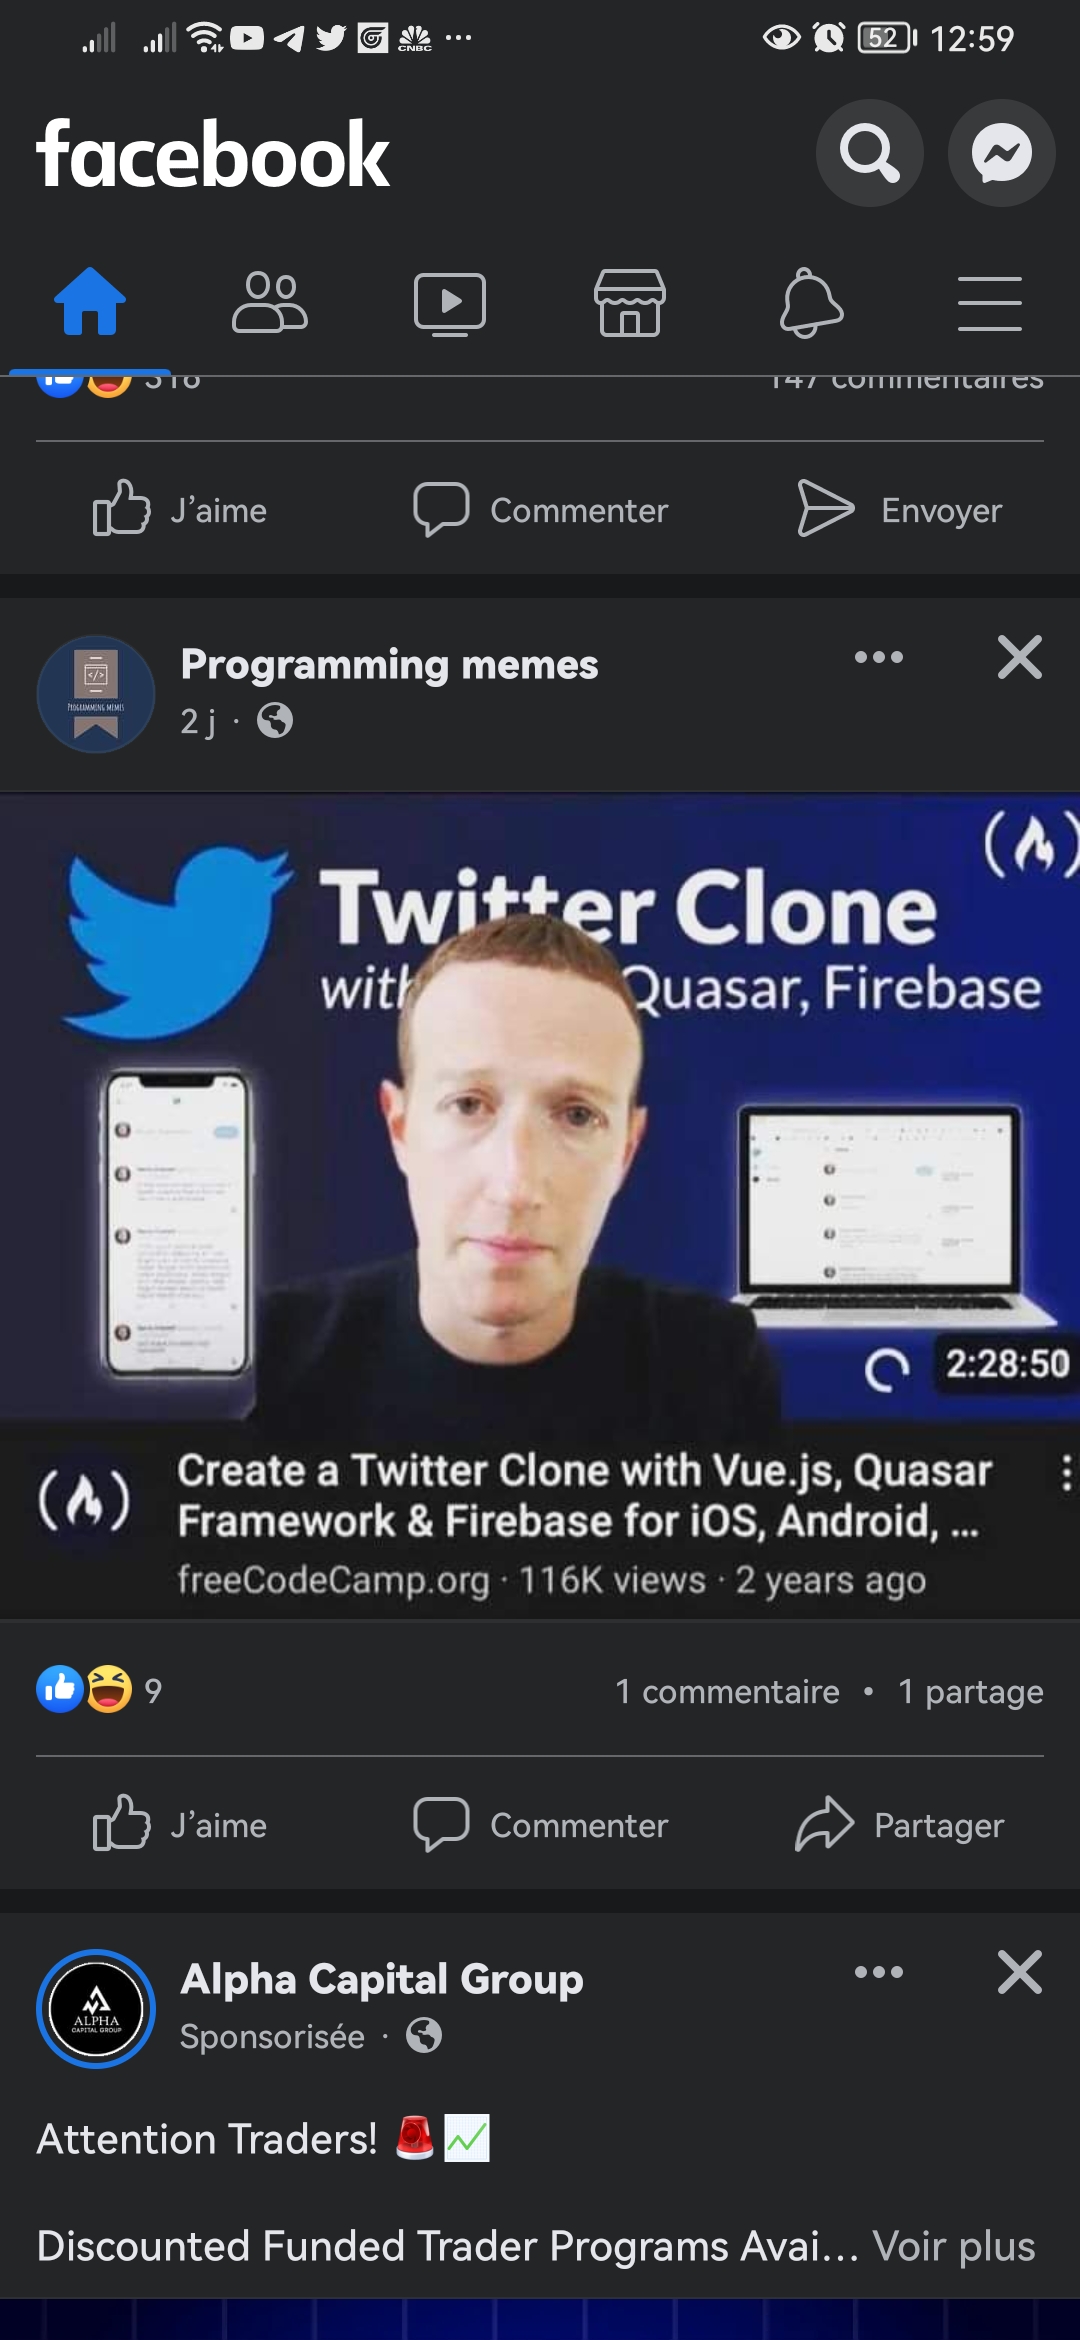 CNBC
52
12:59
facebook
147 commentaires
J'aime
Commenter
Envoyer
Programming memes
PROGRAMMING MEMES
2 j ·
Twitter Clone
with Quasar, Firebase
2:28:50
Create a Twitter Clone with Vue.js, Quasar
Framework & Firebase for iOS, Android, ...
freeCodeCamp.org · 116K views · 2 years ago
9
1 commentaire • 1 partage
J'aime
Commenter
Partager
Alpha Capital Group
ALPHA
CAPITAL GROUP
Sponsorisée ·
Attention Traders! 🚨📈
Discounted Funded Trader Programs Avai... Voir plus